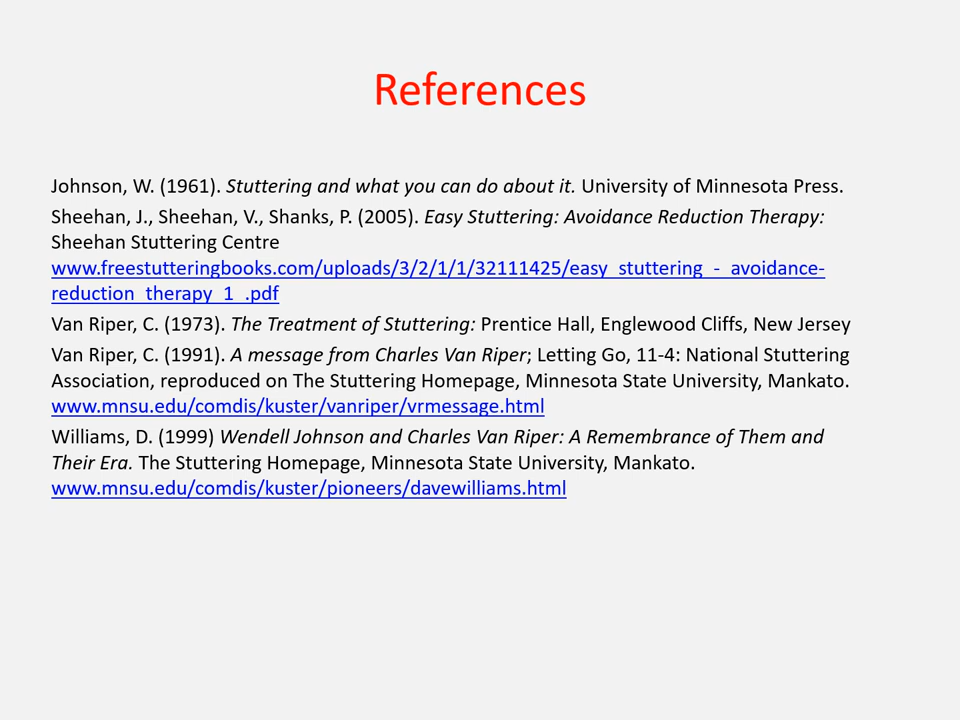 References
Johnson, W. (1961). Stuttering and what you can do about it. University of Minnesota Press.
Sheehan, J., Sheehan, V., Shanks, P. (2005). Easy Stuttering: Avoidance Reduction Therapy:
Sheehan Stuttering Centre
www.freestutteringbooks.com/uploads/3/2/1/1/32111425/easy_stuttering_-_avoidance-
reduction_therapy_1_.pdf
Van Riper, C. (1973). The Treatment of Stuttering: Prentice Hall, Englewood Cliffs, New Jersey
Van Riper, C. (1991). A message from Charles Van Riper; Letting Go, 11-4: National Stuttering
Association, reproduced on The Stuttering Homepage, Minnesota State University, Mankato.
www.mnsu.edu/comdis/kuster/vanriper/vrmessage.html
Williams, D. (1999) Wendell Johnson and Charles Van Riper: A Remembrance of Them and
Their Era. The Stuttering Homepage, Minnesota State University, Mankato.
www.mnsu.edu/comdis/kuster/pioneers/davewilliams.html